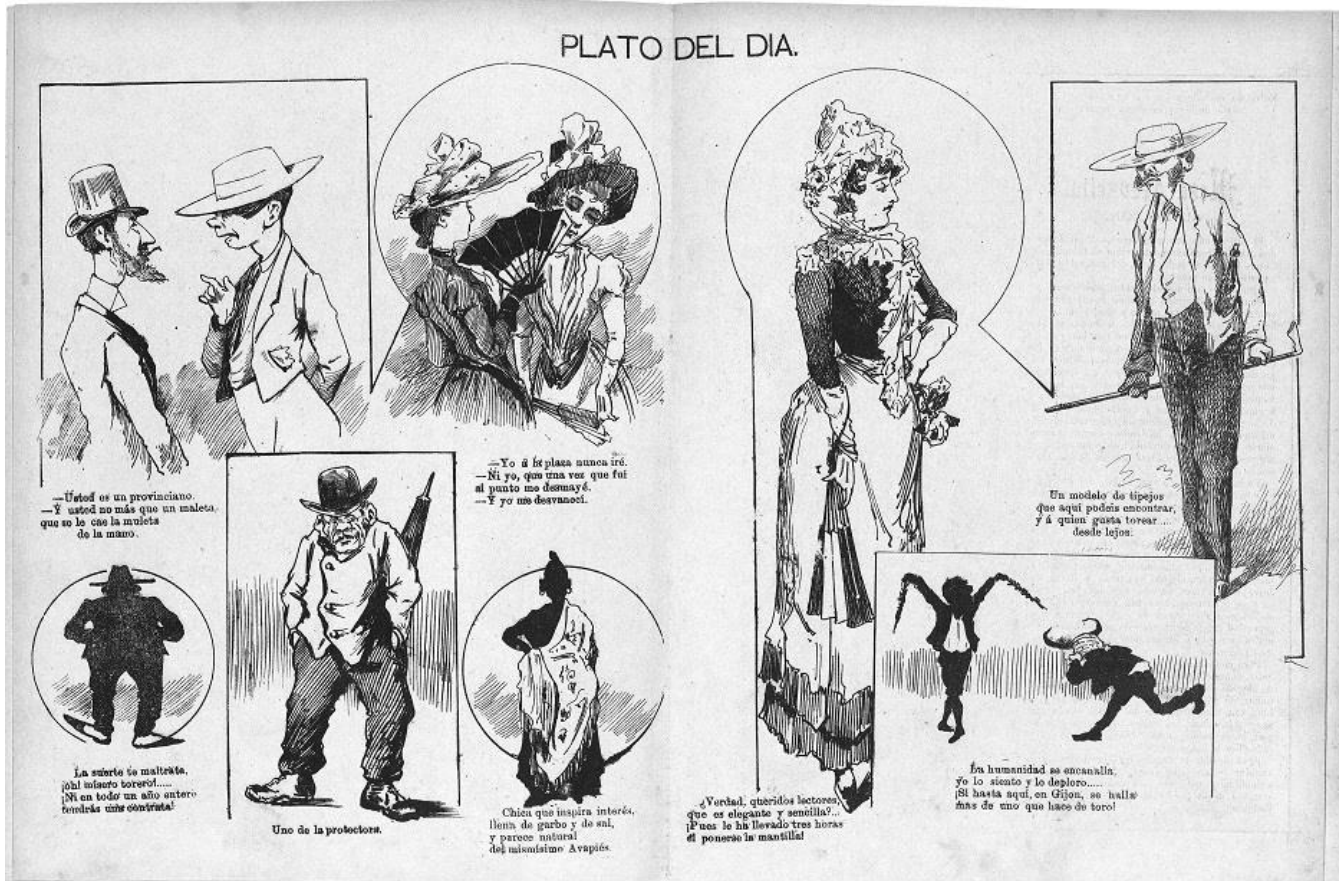 PLATO DEL DIA.
—Usted es un provinciano.
—Y usted no más que un maleta,
que se le cae la muleta
de la mano.
—Yo á la plaza nunca iré.
—Ni yo, que una vez que fuí
al punto me desmayé.
—Y yo me desvanecí.
La suerte te maltrata,
¡oh! mísero torero!.....
¡Ni en todo un año entero
tendrás una contrata!
Uno de la protectora.
Chica que inspira interés,
llena de garbo y de sal,
y parece natural
del mismísimo Avapiés.
¿Verdad, queridos lectores,
que es elegante y sencilla?...
¡Pues le ha llevado tres horas
el ponerse la mantilla!
Un modelo de tipejos
que aquí podeis encontrar,
y á quien gusta torear....
desde lejos.
La humanidad se encanalla,
yo lo siento y lo deploro.....
¡Si hasta aquí, en Gijon, se halla
mas de uno que hace de toro!